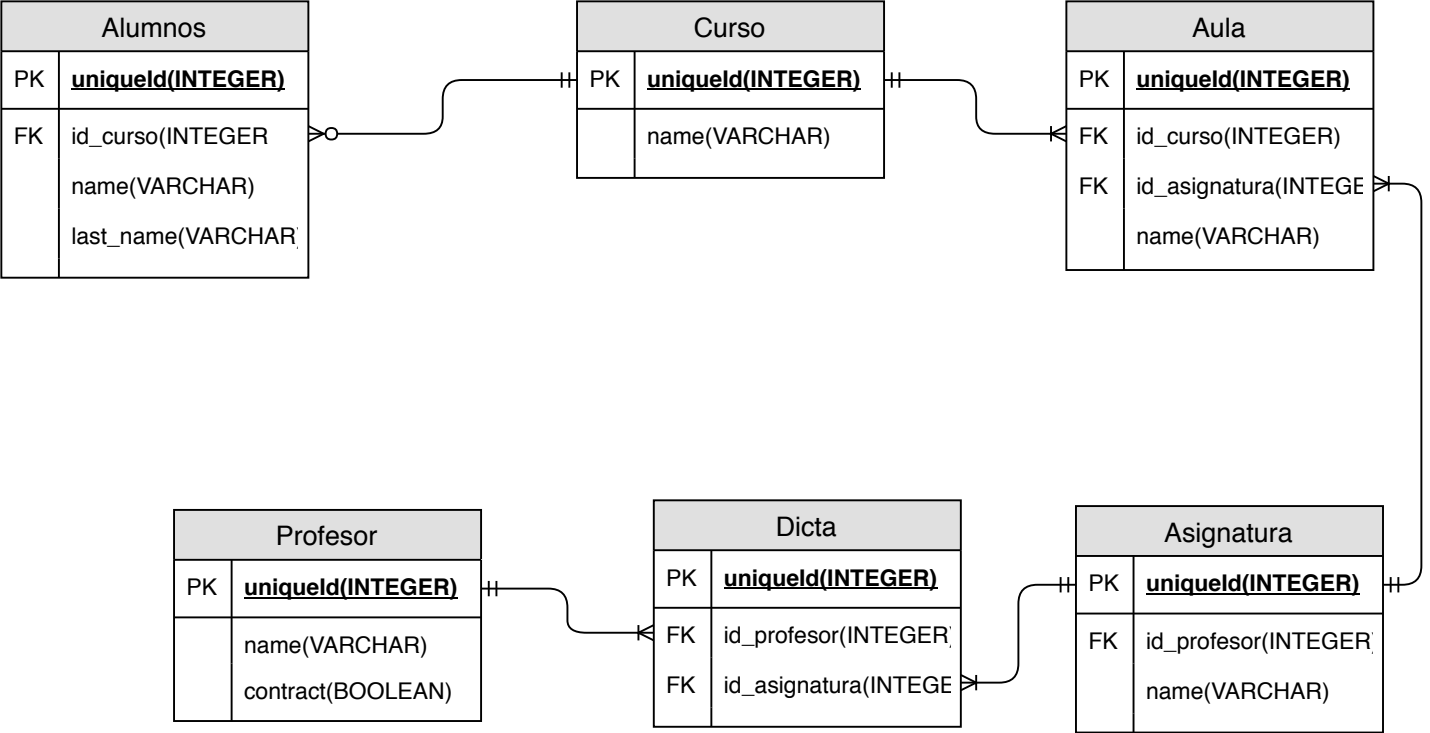 Alumnos
PK uniqueId(INTEGER)
FK id_curso(INTEGER
name(VARCHAR)
last_name(VARCHAR)
Curso
PK uniqueId(INTEGER)
name(VARCHAR)
Aula
PK uniqueId(INTEGER)
FK id_curso(INTEGER)
FK id_asignatura(INTEGE
name(VARCHAR)
Profesor
PK uniqueId(INTEGER)
name(VARCHAR)
contract(BOOLEAN)
Dicta
PK uniqueId(INTEGER)
FK id_profesor(INTEGER)
FK id_asignatura(INTEGE
Asignatura
PK uniqueId(INTEGER)
FK id_profesor(INTEGER)
name(VARCHAR)